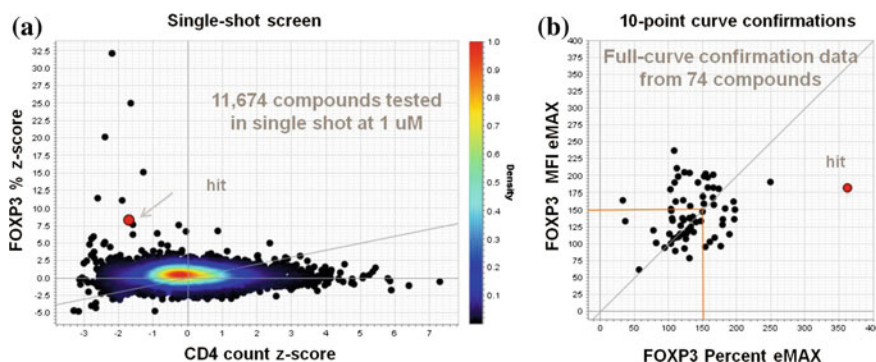 (a)
Single-shot screen
FOXP3 % z-score
32.5
30.0
27.5
25.0
22.5
20.0
17.5
15.0
12.5
10.0
7.5
5.0
2.5
0.0
-2.5
-5.0
11,674 compounds tested
in single shot at 1 uM
hit
-3 -2 -1 0 1 2 3 4 5 6 7
CD4 count z-score
1.0
0.9
0.8
0.7
0.6
0.5
0.4
0.3
0.2
0.1
Density
(b)
10-point curve confirmations
FOXP3 MFI eMAX
400
375
350
325
300
275
250
225
200
175
150
125
100
75
50
25
0
Full-curve confirmation data
from 74 compounds
hit
0 50 100 150 200 250 300 350 40
FOXP3 Percent eMAX